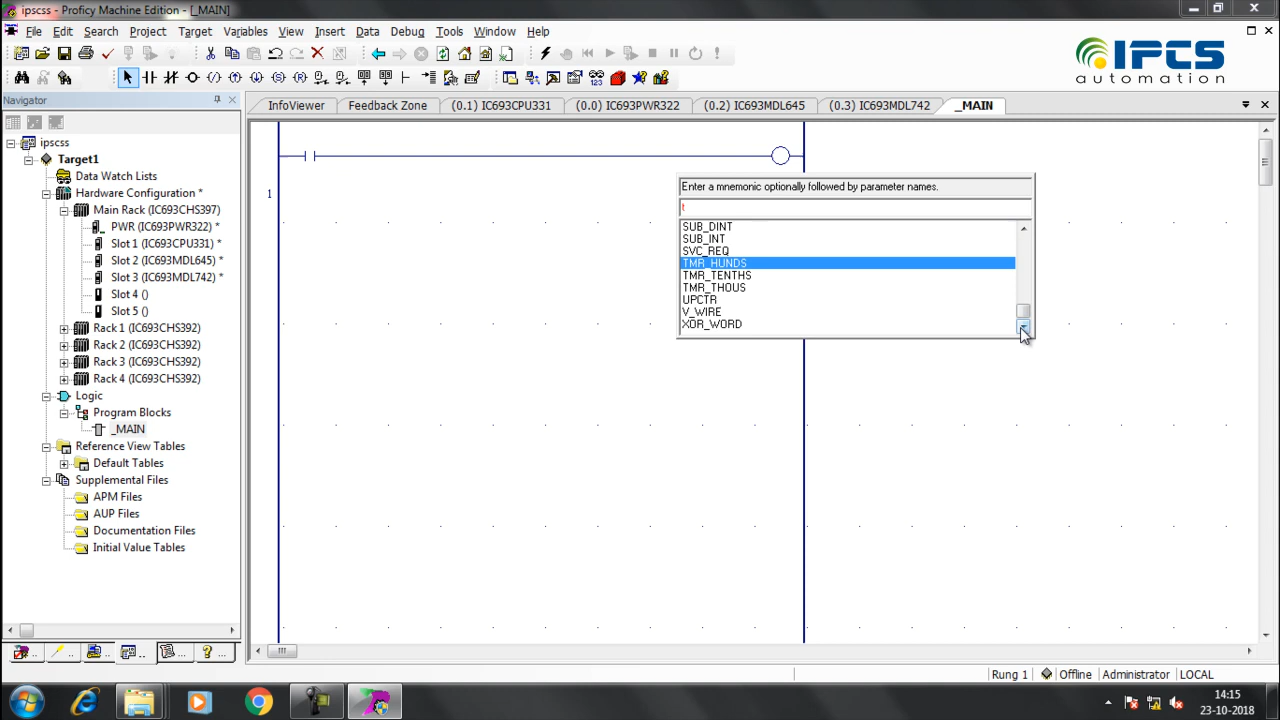 ipscss - Proficy Machine Edition - [_MAIN]
File Edit Search Project Target Variables View Insert Data Debug Tools Window Help
IPCS
automation
Navigator
InfoViewer Feedback Zone (0.1) IC693CPU331 (0.0) IC693PWR322 (0.2) IC693MDL645 (0.3) IC693MDL742 _MAIN
ipscss
Target1
Data Watch Lists
Hardware Configuration *
Main Rack (IC693CHS397)
PWR (IC693PWR322) *
Slot 1 (IC693CPU331) *
Slot 2 (IC693MDL645) *
Slot 3 (IC693MDL742) *
Slot 4 ()
Slot 5 ()
Rack 1 (IC693CHS392)
Rack 2 (IC693CHS392)
Rack 3 (IC693CHS392)
Rack 4 (IC693CHS392)
Logic
Program Blocks
_MAIN
Reference View Tables
Default Tables
Supplemental Files
APM Files
AUP Files
Documentation Files
Initial Value Tables
1
Enter a mnemonic optionally followed by parameter names.
t
SUB_DINT
SUB_INT
SVC_REQ
TMR_HUNDS
TMR_TENTHS
TMR_THOUS
UPCTR
V_WIRE
XOR_WORD
Rung 1 Offline Administrator LOCAL
14:15
23-10-2018